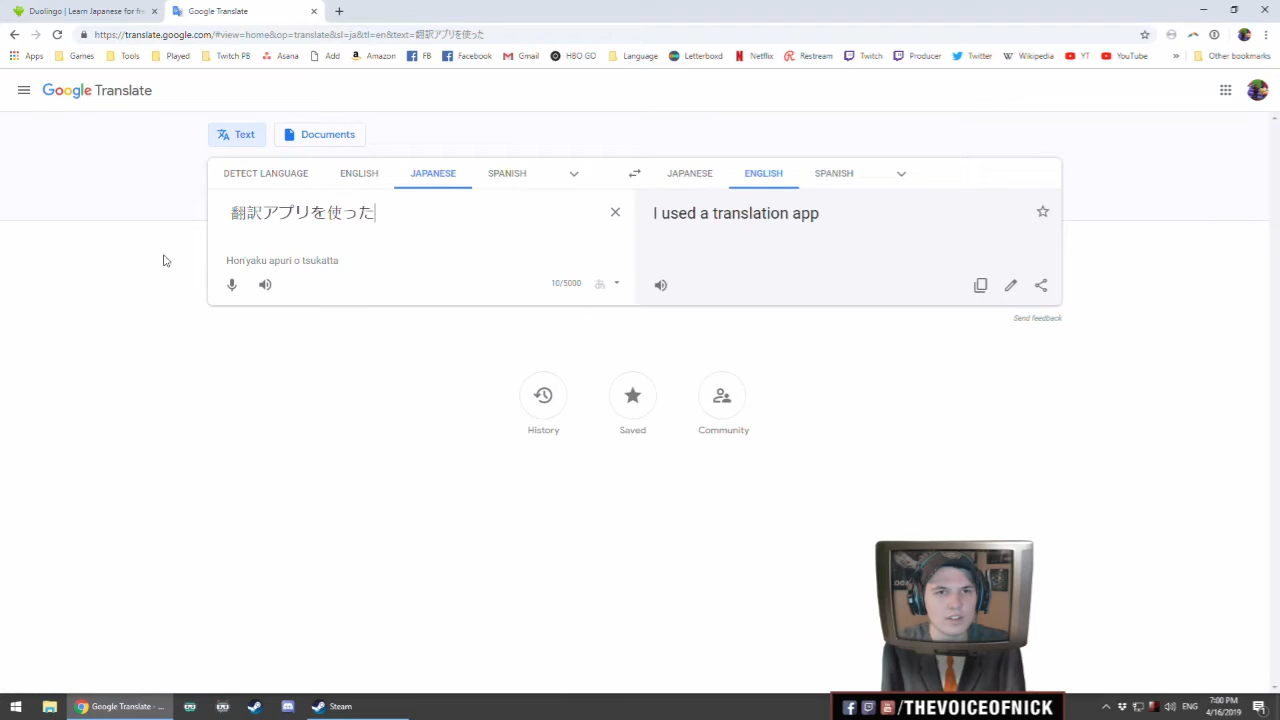 Duolingo | Learn Japanese for fr
Google Translate
https://translate.google.com/#view=home&op=translate&sl=ja&tl=en&text=翻訳アプリを使った
Apps Games Tools Played Twitch PB Asana Add Amazon FB Facebook Gmail HBO GO Language Letterboxd Netflix Restream Twitch Producer Twitter Wikipedia YT YouTube » Other bookmarks
Google Translate
Text Documents
DETECT LANGUAGE ENGLISH JAPANESE SPANISH JAPANESE ENGLISH SPANISH
翻訳アプリを使った
I used a translation app
Hon'yaku apuri o tsukatta
10/5000
Send feedback
History Saved Community
Google Translate - ...
Steam
/THEVOICEOFNICK
ENG
7:00 PM
4/16/2019